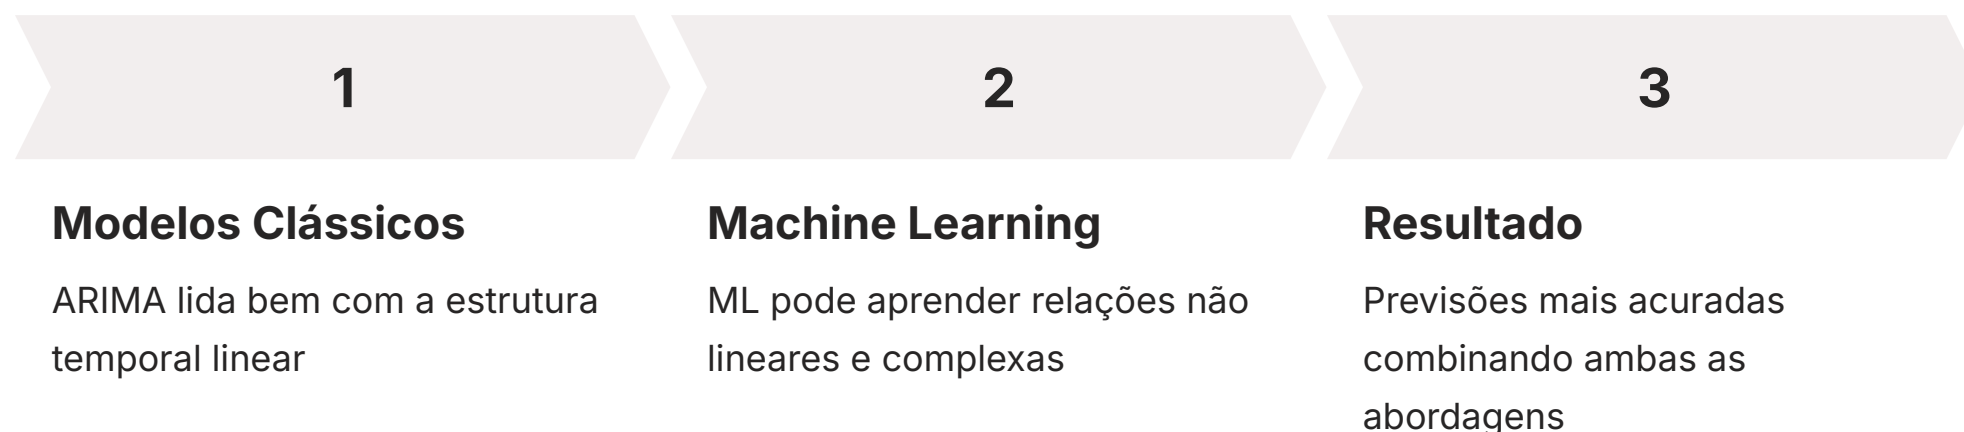 1
2
3
Modelos Clássicos
ARIMA lida bem com a estrutura
temporal linear
Machine Learning
ML pode aprender relações não
lineares e complexas
Resultado
Previsões mais acuradas
combinando ambas as
abordagens